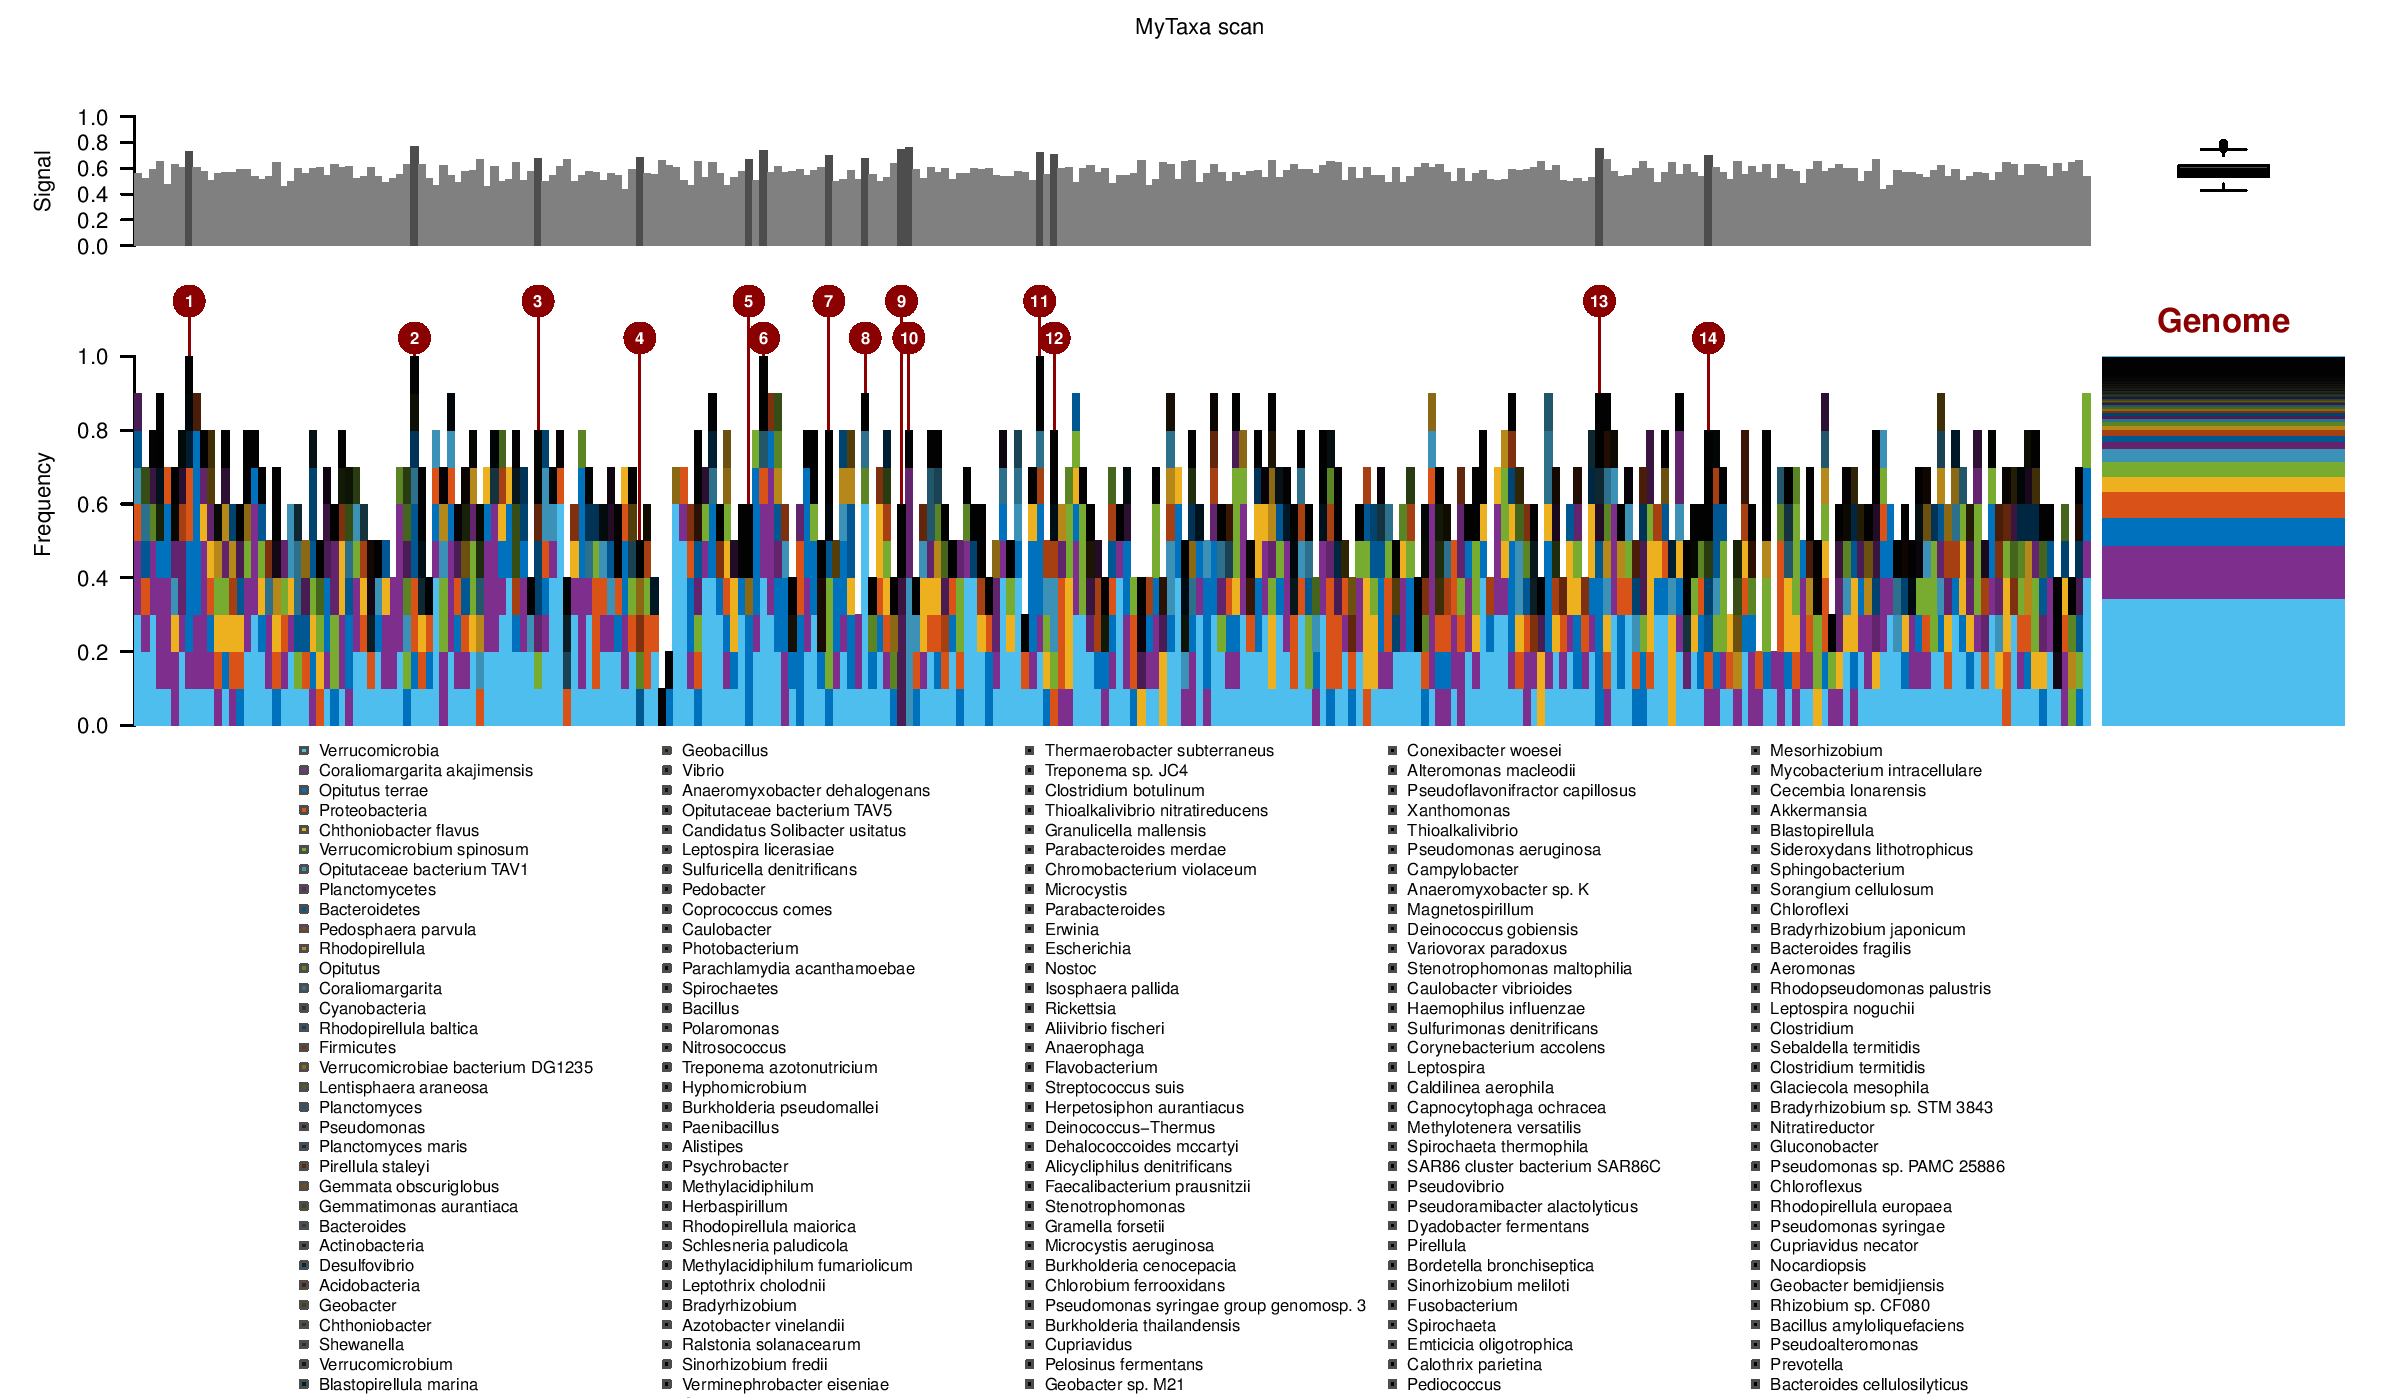 MyTaxa scan
1.0
0.8
0.6
0.4
0.2
0.0
Signal
1 3 5 7 9 11 13
2 4 6 8 10 12 14
Genome
1.0
0.8
0.6
0.4
0.2
0.0
Frequency
Verrucomicrobia
Coraliomargarita akajimensis
Opitutus terrae
Proteobacteria
Chthoniobacter flavus
Verrucomicrobium spinosum
Opitutaceae bacterium TAV1
Planctomycetes
Bacteroidetes
Pedosphaera parvula
Rhodopirellula
Opitutus
Coraliomargarita
Cyanobacteria
Rhodopirellula baltica
Firmicutes
Verrucomicrobiae bacterium DG1235
Lentisphaera araneosa
Planctomyces
Pseudomonas
Planctomyces maris
Pirellula staleyi
Gemmata obscuriglobus
Gemmatimonas aurantiaca
Bacteroides
Actinobacteria
Desulfovibrio
Acidobacteria
Geobacter
Chthoniobacter
Shewanella
Verrucomicrobium
Blastopirellula marina
Geobacillus
Vibrio
Anaeromyxobacter dehalogenans
Opitutaceae bacterium TAV5
Candidatus Solibacter usitatus
Leptospira licerasiae
Sulfuricella denitrificans
Pedobacter
Coprococcus comes
Caulobacter
Photobacterium
Parachlamydia acanthamoebae
Spirochaetes
Bacillus
Polaromonas
Nitrosococcus
Treponema azotonutricium
Hyphomicrobium
Burkholderia pseudomallei
Paenibacillus
Alistipes
Psychrobacter
Methylacidiphilum
Herbaspirillum
Rhodopirellula maiorica
Schlesneria paludicola
Methylacidiphilum fumariolicum
Leptothrix cholodnii
Bradyrhizobium
Azotobacter vinelandii
Ralstonia solanacearum
Sinorhizobium fredii
Verminephrobacter eiseniae
Thermaerobacter subterraneus
Treponema sp. JC4
Clostridium botulinum
Thioalkalivibrio nitratireducens
Granulicella mallensis
Parabacteroides merdae
Chromobacterium violaceum
Microcystis
Parabacteroides
Erwinia
Escherichia
Nostoc
Isosphaera pallida
Rickettsia
Aliivibrio fischeri
Anaerophaga
Flavobacterium
Streptococcus suis
Herpetosiphon aurantiacus
Deinococcus−Thermus
Dehalococcoides mccartyi
Alicycliphilus denitrificans
Faecalibacterium prausnitzii
Stenotrophomonas
Gramella forsetii
Microcystis aeruginosa
Burkholderia cenocepacia
Chlorobium ferrooxidans
Pseudomonas syringae group genomosp. 3
Burkholderia thailandensis
Cupriavidus
Pelosinus fermentans
Geobacter sp. M21
Conexibacter woesei
Alteromonas macleodii
Pseudoflavonifractor capillosus
Xanthomonas
Thioalkalivibrio
Pseudomonas aeruginosa
Campylobacter
Anaeromyxobacter sp. K
Magnetospirillum
Deinococcus gobiensis
Variovorax paradoxus
Stenotrophomonas maltophilia
Caulobacter vibrioides
Haemophilus influenzae
Sulfurimonas denitrificans
Corynebacterium accolens
Leptospira
Caldilinea aerophila
Capnocytophaga ochracea
Methylotenera versatilis
Spirochaeta thermophila
SAR86 cluster bacterium SAR86C
Pseudovibrio
Pseudoramibacter alactolyticus
Dyadobacter fermentans
Pirellula
Bordetella bronchiseptica
Sinorhizobium meliloti
Fusobacterium
Spirochaeta
Emticicia oligotrophica
Calothrix parietina
Pediococcus
Mesorhizobium
Mycobacterium intracellulare
Cecembia lonarensis
Akkermansia
Blastopirellula
Sideroxydans lithotrophicus
Sphingobacterium
Sorangium cellulosum
Chloroflexi
Bradyrhizobium japonicum
Bacteroides fragilis
Aeromonas
Rhodopseudomonas palustris
Leptospira noguchii
Clostridium
Sebaldella termitidis
Clostridium termitidis
Glaciecola mesophila
Bradyrhizobium sp. STM 3843
Nitratireductor
Gluconobacter
Pseudomonas sp. PAMC 25886
Chloroflexus
Rhodopirellula europaea
Pseudomonas syringae
Cupriavidus necator
Nocardiopsis
Geobacter bemidjiensis
Rhizobium sp. CF080
Bacillus amyloliquefaciens
Pseudoalteromonas
Prevotella
Bacteroides cellulosilyticus